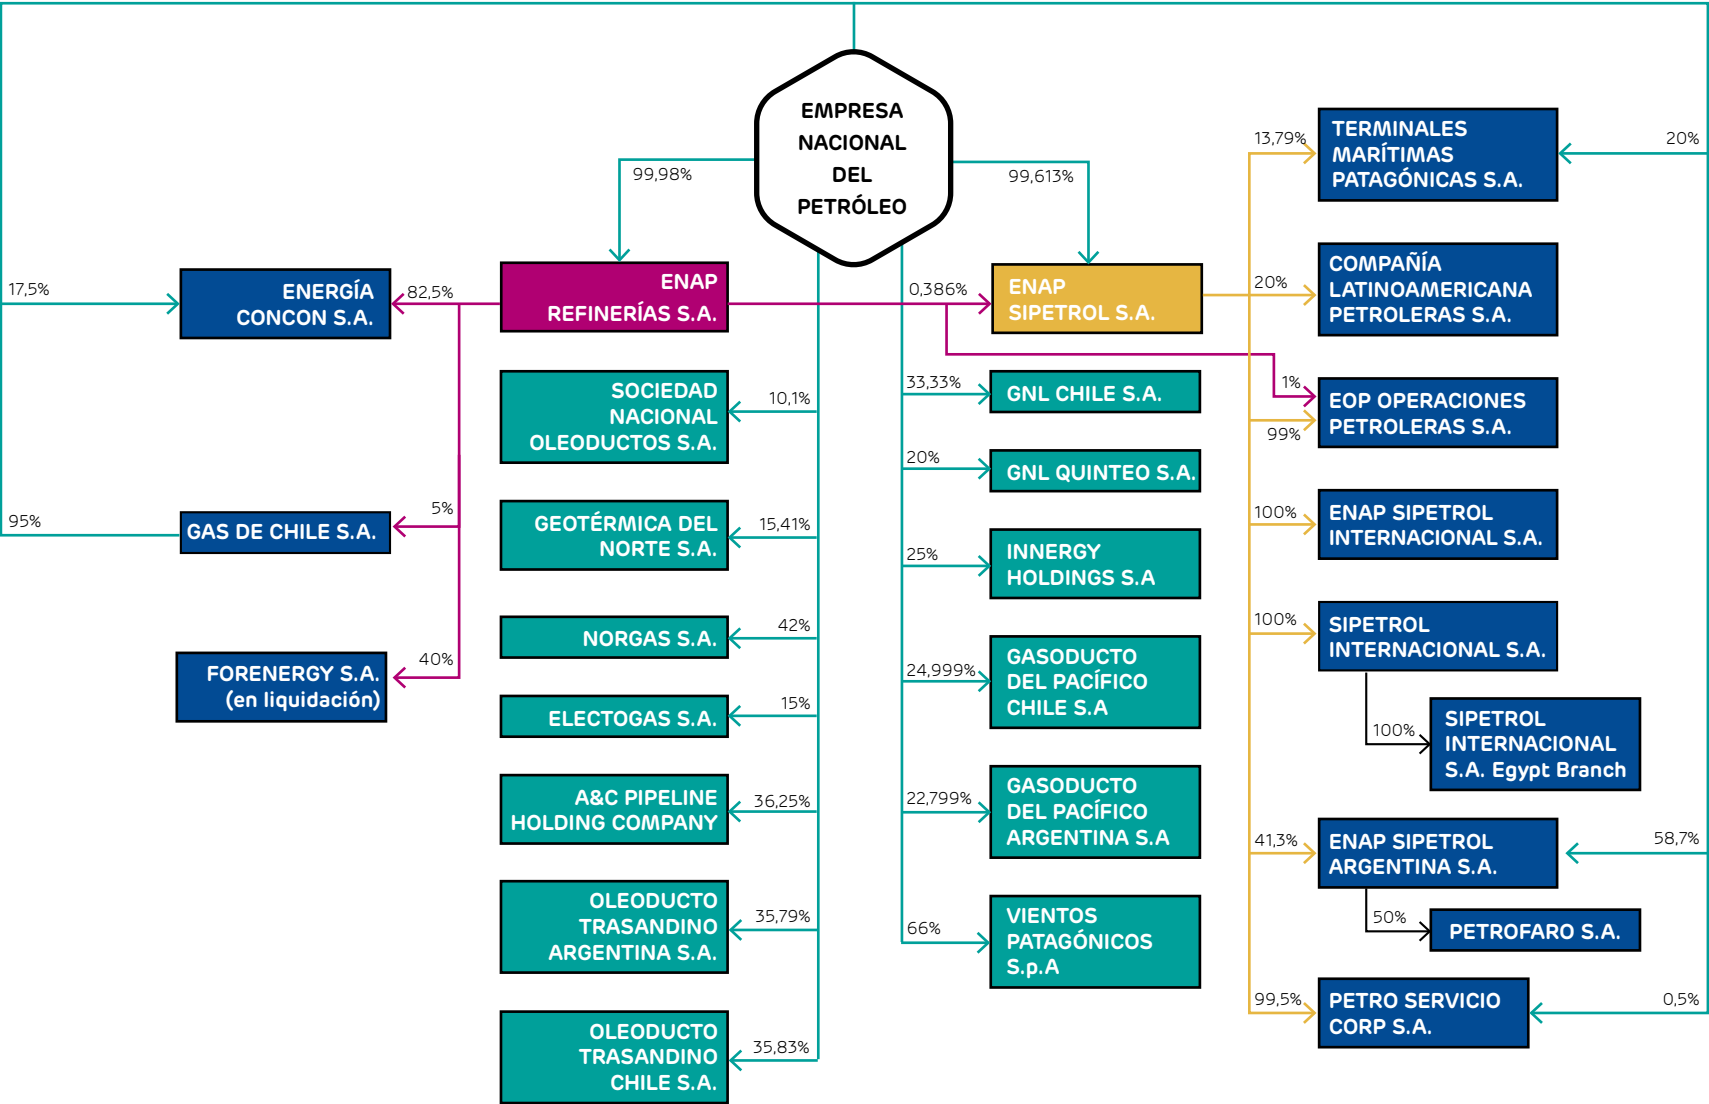 EMPRESA
NACIONAL
DEL
PETRÓLEO
99,98%
99,613%
17,5%
ENERGÍA
CONCON S.A.
82,5%
ENAP
REFINERÍAS S.A.
0,386%
ENAP
SIPETROL S.A.
95%
GAS DE CHILE S.A.
5%
FORENERGY S.A.
(en liquidación)
40%
SOCIEDAD
NACIONAL
OLEODUCTOS S.A.
10,1%
GEOTÉRMICA DEL
NORTE S.A.
15,41%
NORGAS S.A.
42%
ELECTOGAS S.A.
15%
A&C PIPELINE
HOLDING COMPANY
36,25%
OLEODUCTO
TRASANDINO
ARGENTINA S.A.
35,79%
OLEODUCTO
TRASANDINO
CHILE S.A.
35,83%
33,33%
GNL CHILE S.A.
20%
GNL QUINTEO S.A.
25%
INNERGY
HOLDINGS S.A
24,999%
GASODUCTO
DEL PACÍFICO
CHILE S.A
22,799%
GASODUCTO
DEL PACÍFICO
ARGENTINA S.A
66%
VIENTOS
PATAGÓNICOS
S.p.A
13,79%
TERMINALES
MARÍTIMAS
PATAGÓNICAS S.A.
20%
20%
COMPAÑÍA
LATINOAMERICANA
PETROLERAS S.A.
1%
99%
EOP OPERACIONES
PETROLERAS S.A.
100%
ENAP SIPETROL
INTERNACIONAL S.A.
100%
SIPETROL
INTERNACIONAL S.A.
100%
SIPETROL
INTERNACIONAL
S.A. Egypt Branch
41,3%
ENAP SIPETROL
ARGENTINA S.A.
58,7%
50%
PETROFARO S.A.
99,5%
PETRO SERVICIO
CORP S.A.
0,5%